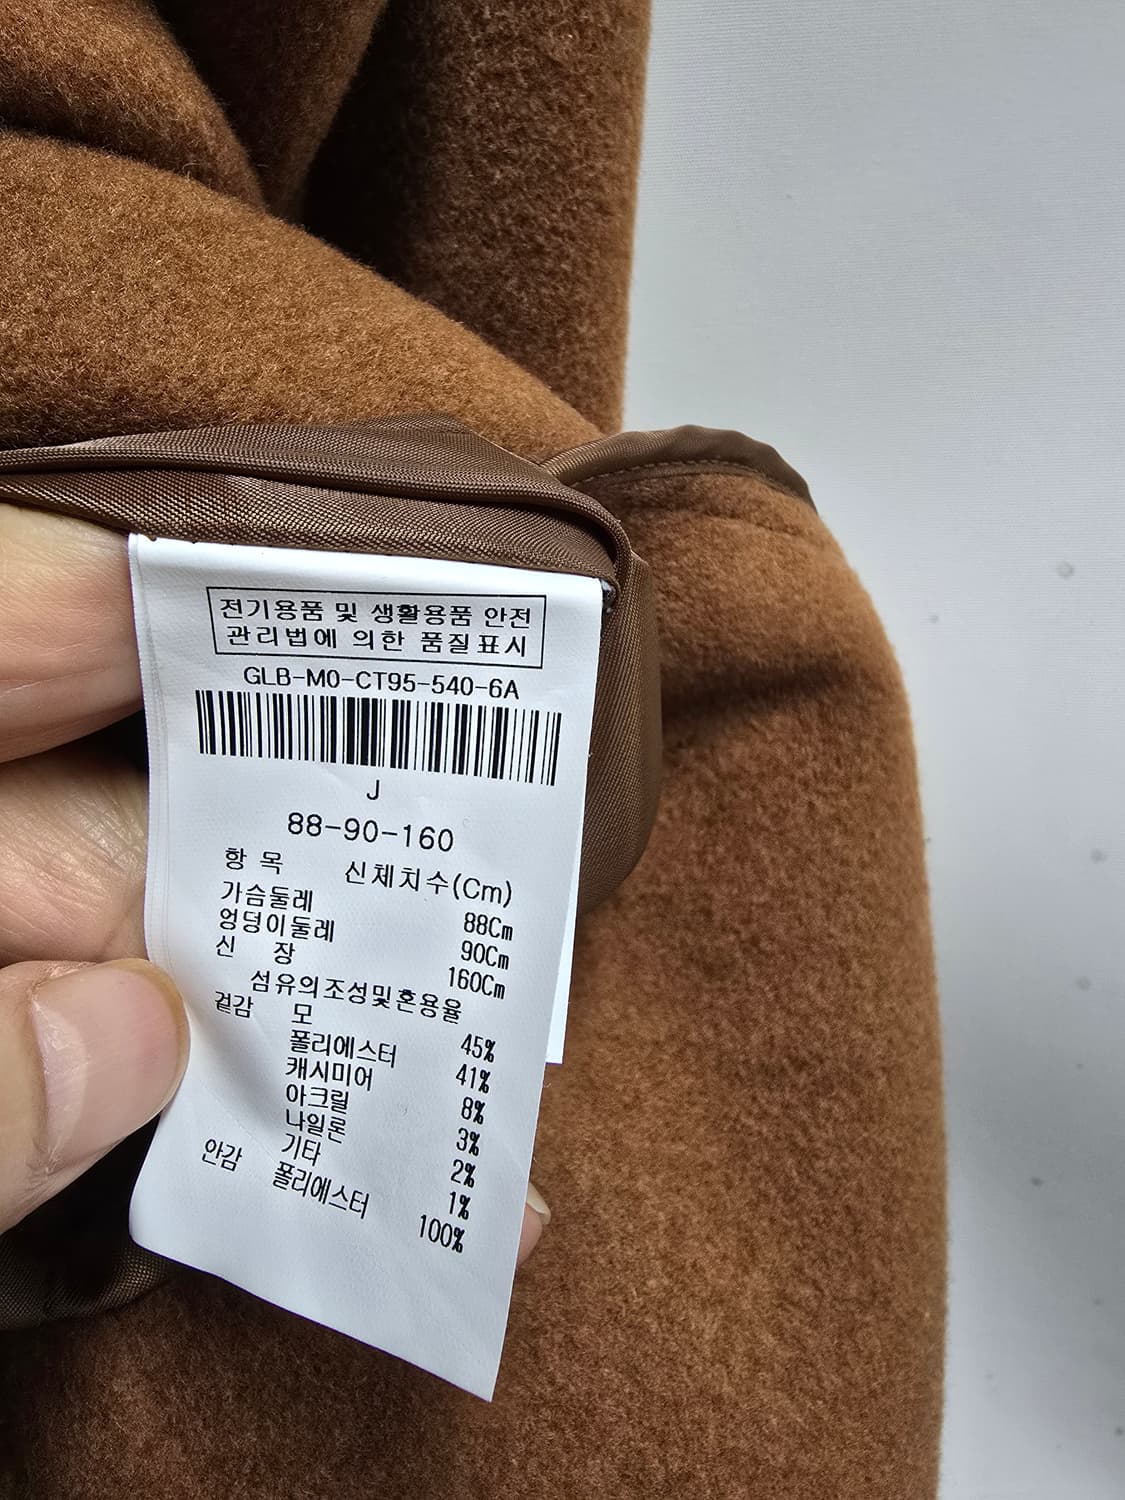 전기용품 및 생활용품 안전
관리법에 의한 품질표시
GLB-M0-CT95-540-6A
J
88-90-160
항 목 신체치수(Cm)
가슴둘레 88Cm
엉덩이둘레 90Cm
신 장 160Cm
섬유의조성및혼용율
겉감 모 45%
폴리에스터 41%
캐시미어 8%
아크릴 3%
나일론 2%
기타 1%
안감 폴리에스터 100%